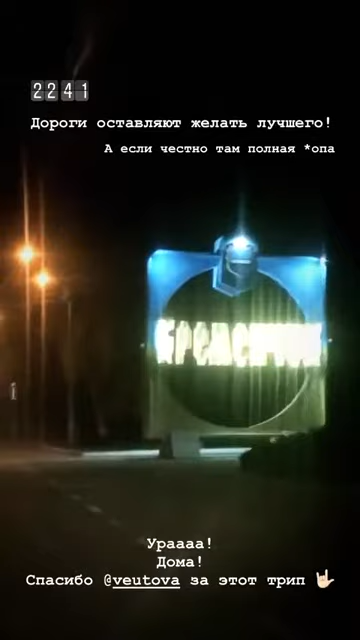 2241
Дороги оставляют желать лучшего!
А если честно там полная *опа
Ураааа!
Дома!
Спасибо @veutova за этот трип 🤟🏻